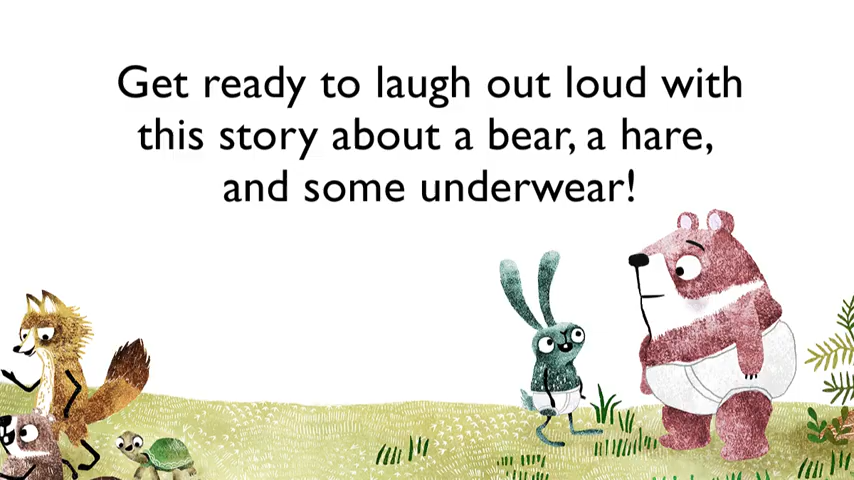 Get ready to laugh out loud with
this story about a bear, a hare,
and some underwear!